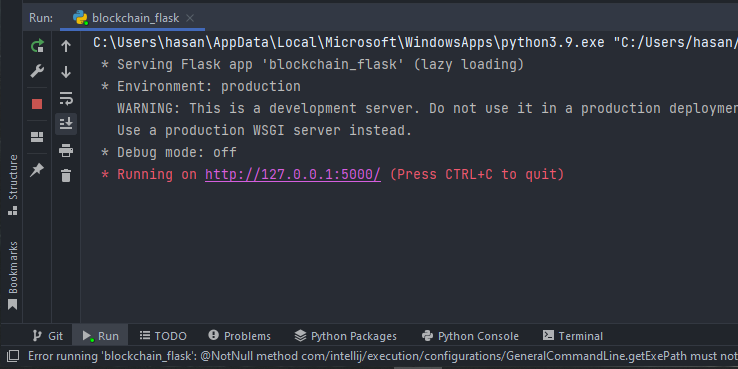 Run: blockchain_flask
C:\Users\hasan\AppData\Local\Microsoft\WindowsApps\python3.9.exe "C:/Users/hasan/
* Serving Flask app 'blockchain_flask' (lazy loading)
* Environment: production
WARNING: This is a development server. Do not use it in a production deploymen
Use a production WSGI server instead.
* Debug mode: off
* Running on http://127.0.0.1:5000/ (Press CTRL+C to quit)
Structure
Bookmarks
Git Run TODO Problems Python Packages Python Console Terminal
Error running 'blockchain_flask': @NotNull method com/intellij/execution/configurations/GeneralCommandLine.getExePath must not